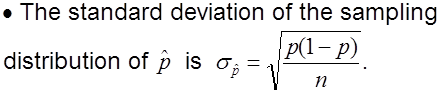 • The standard deviation of the sampling
distribution of p̂ is σ_p̂ = √(p(1 − p)/n).